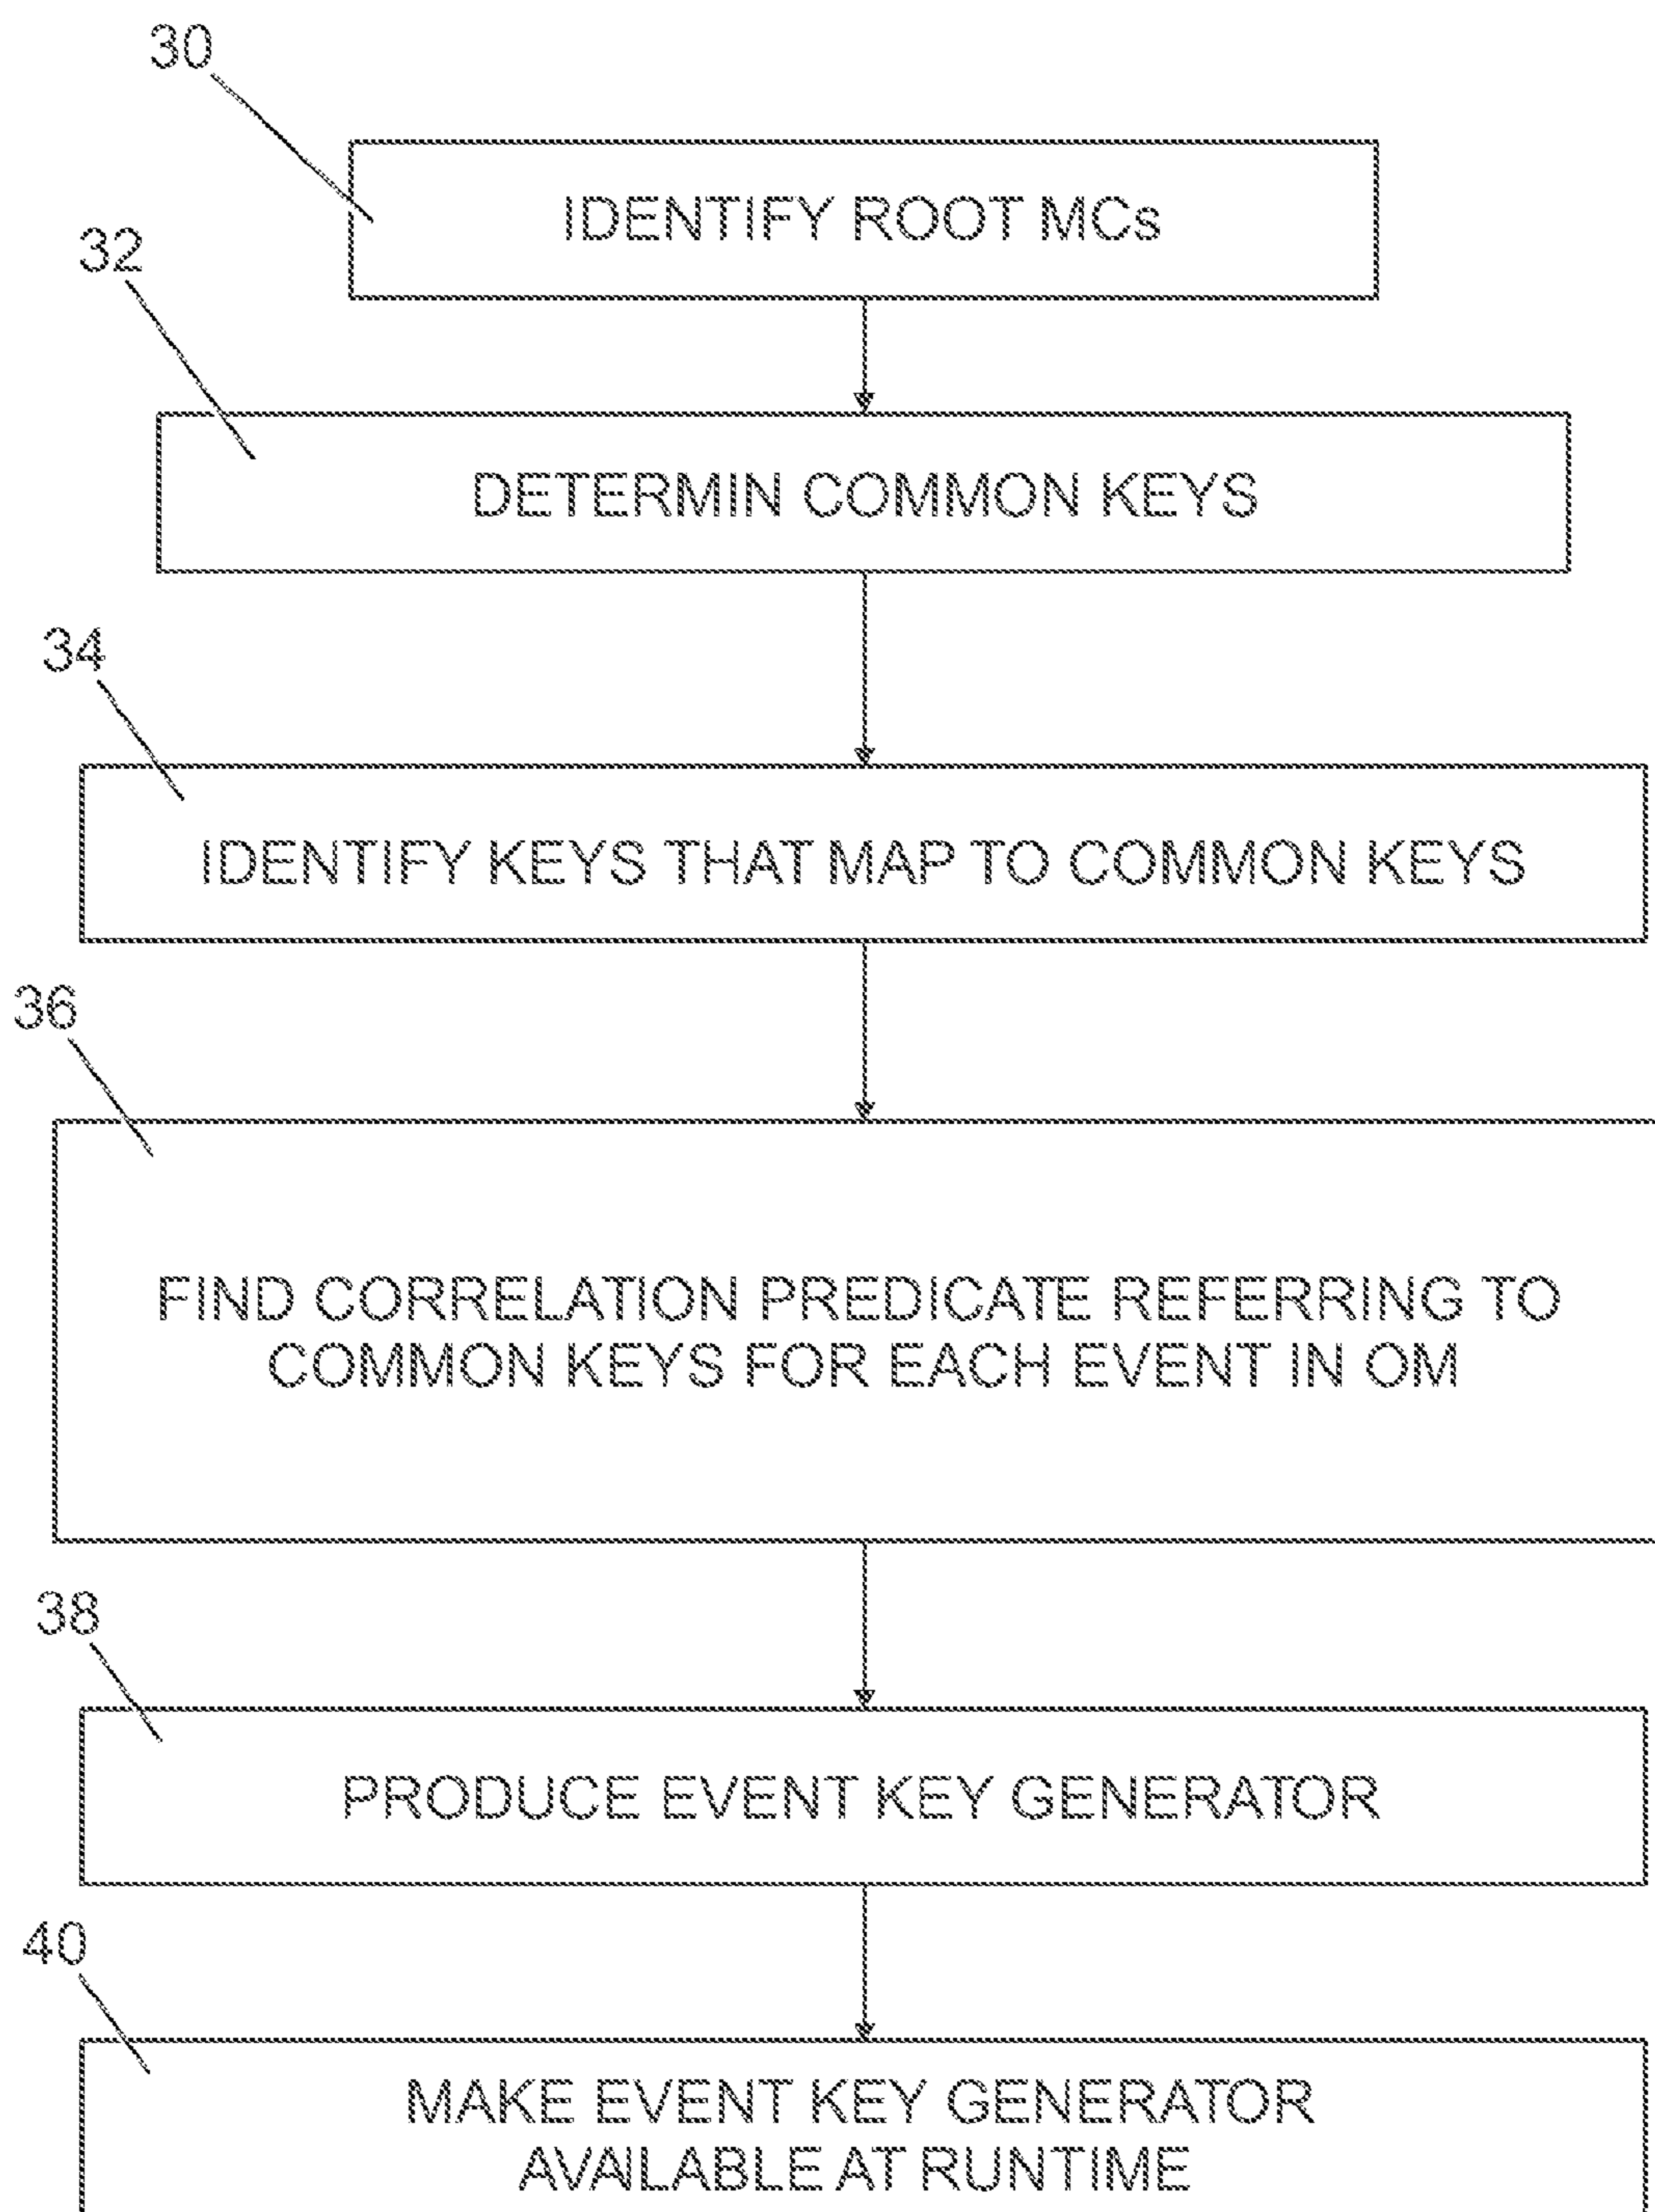 30
IDENTIFY ROOT MCs
32
DETERMIN COMMON KEYS
34
IDENTIFY KEYS THAT MAP TO COMMON KEYS
36
FIND CORRELATION PREDICATE REFERRING TO
COMMON KEYS FOR EACH EVENT IN OM
38
PRODUCE EVENT KEY GENERATOR
40
MAKE EVENT KEY GENERATOR
AVAILABLE AT RUNTIME